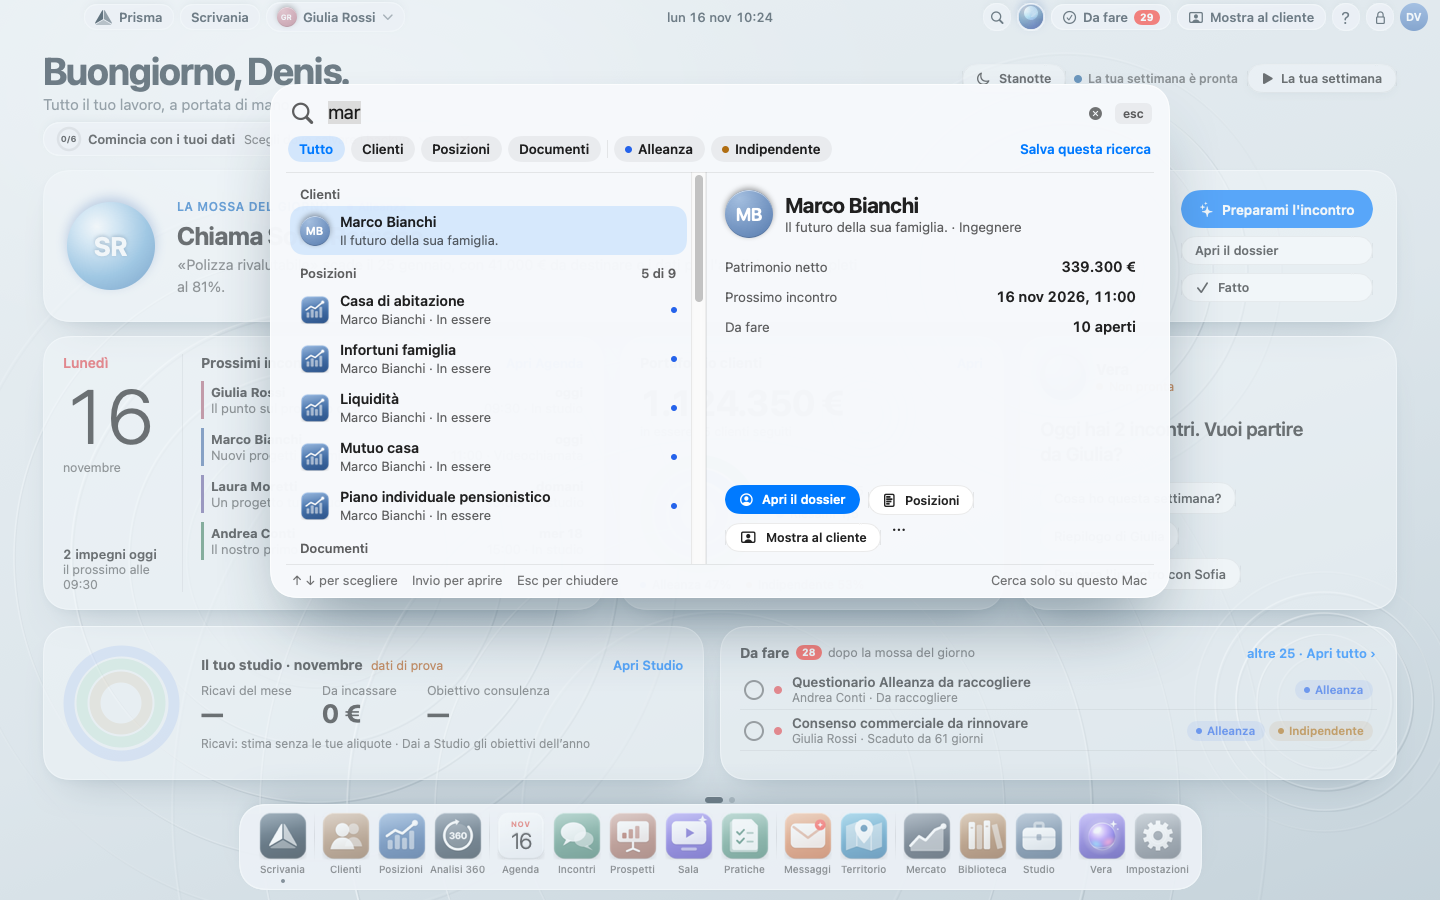 Prisma
Scrivania
GR Giulia Rossi
lun 16 nov 10:24
Da fare 29
Mostra al cliente
?
DV
Buongiorno, Denis.
Tutto il tuo lavoro, a portata di ma
Stanotte
La tua settimana è pronta
La tua settimana
0/6 Comincia con i tuoi dati
mar
esc
Tutto
Clienti
Posizioni
Documenti
Alleanza
Indipendente
Salva questa ricerca
SR
LA MOSSA DEL
Chiama
«Polizza rivalu
al 81%.
Preparami l'incontro
Apri il dossier
Fatto
Clienti
MB
Marco Bianchi
Il futuro della sua famiglia.
Posizioni
5 di 9
Casa di abitazione
Marco Bianchi · In essere
Infortuni famiglia
Marco Bianchi · In essere
Liquidità
Marco Bianchi · In essere
Mutuo casa
Marco Bianchi · In essere
Piano individuale pensionistico
Marco Bianchi · In essere
Documenti
MB
Marco Bianchi
Il futuro della sua famiglia. · Ingegnere
Patrimonio netto
339.300 €
Prossimo incontro
16 nov 2026, 11:00
Da fare
10 aperti
Apri il dossier
Posizioni
Mostra al cliente
...
↑ ↓ per scegliere
Invio per aprire
Esc per chiudere
Cerca solo su questo Mac
Lunedì
16
novembre
2 impegni oggi
il prossimo alle
09:30
Prossimi in
Giulia Ros
Il punto su
Marco Bia
Nuovi pro
Laura Mo
Un proget
Andrea C
Il nostro p
ntri. Vuoi partire
ttimana?
con Sofia
Il tuo studio · novembre
dati di prova
Apri Studio
Ricavi del mese
Da incassare
Obiettivo consulenza
—
0 €
—
Ricavi: stima senza le tue aliquote · Dai a Studio gli obiettivi dell'anno
Da fare 28 dopo la mossa del giorno
altre 25 · Apri tutto ›
Questionario Alleanza da raccogliere
Andrea Conti · Da raccogliere
Alleanza
Consenso commerciale da rinnovare
Giulia Rossi · Scaduto da 61 giorni
Alleanza
Indipendente
360
NOV
16
Scrivania
Clienti
Posizioni
Analisi 360
Agenda
Incontri
Prospetti
Sala
Pratiche
Messaggi
Territorio
Mercato
Biblioteca
Studio
Vera
Impostazioni